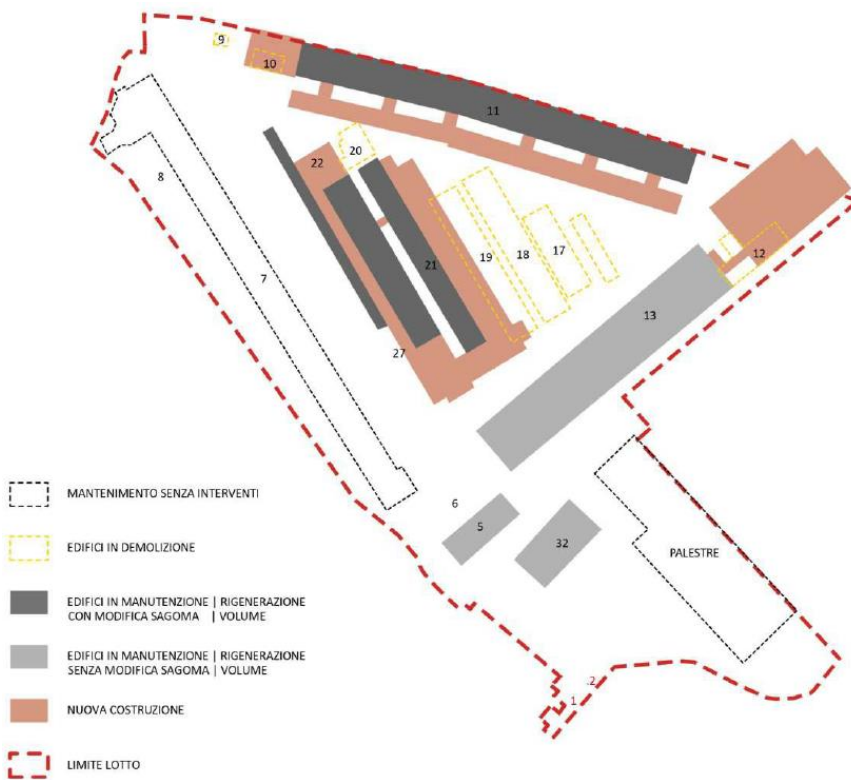 9
10
11
20
22
8
12
19
18
17
7
21
13
27
6
5
32
PALESTRE
.2
1
MANTENIMENTO SENZA INTERVENTI
EDIFICI IN DEMOLIZIONE
EDIFICI IN MANUTENZIONE | RIGENERAZIONE
CON MODIFICA SAGOMA | VOLUME
EDIFICI IN MANUTENZIONE | RIGENERAZIONE
SENZA MODIFICA SAGOMA | VOLUME
NUOVA COSTRUZIONE
LIMITE LOTTO